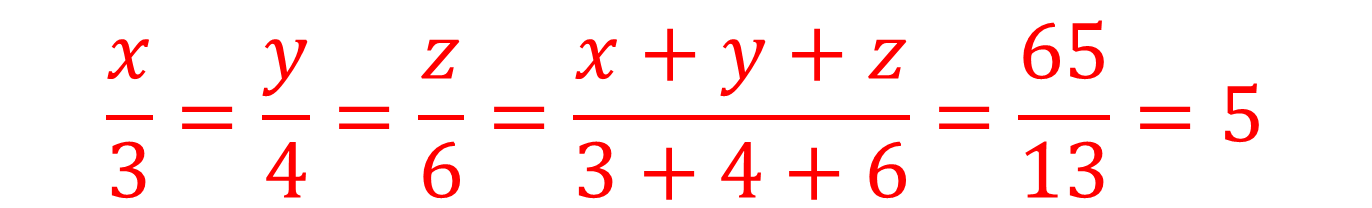 x/3 = y/4 = z/6 = (x + y + z)/(3 + 4 + 6) = 65/13 = 5